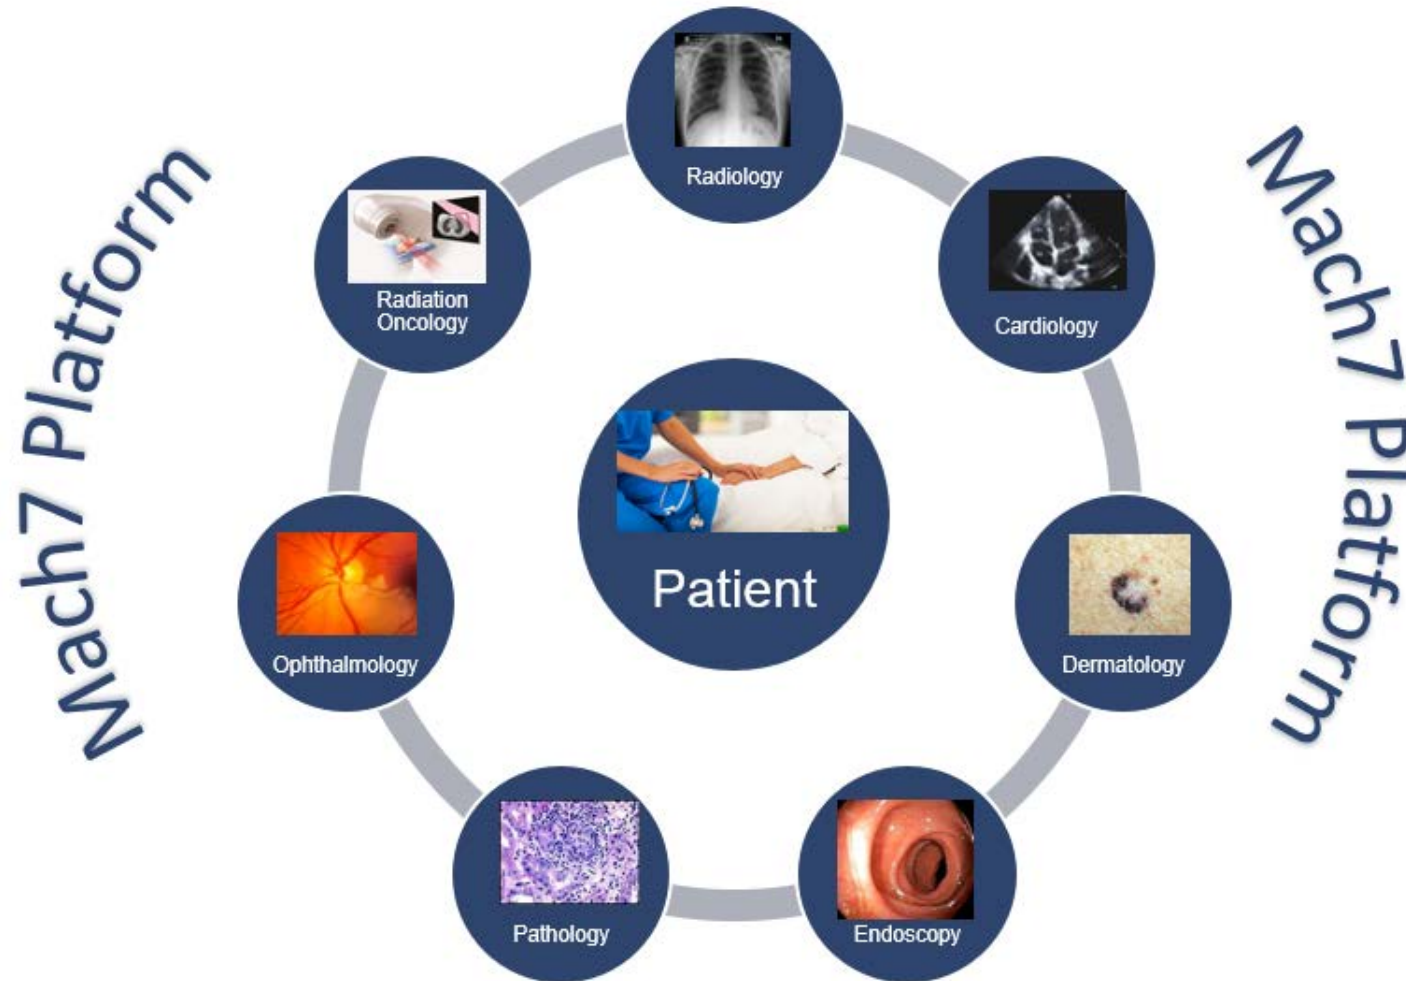 Mach7 Platform
Mach7 Platform
Radiology
Cardiology
Dermatology
Endoscopy
Pathology
Ophthalmology
Radiation
Oncology
Patient